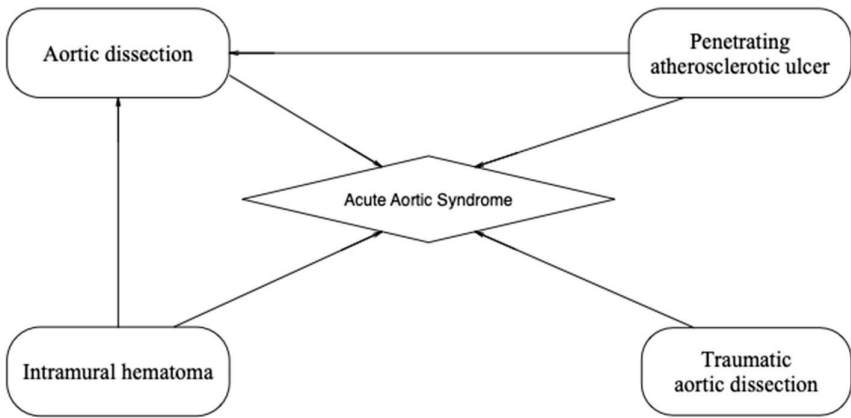 Aortic dissection
Penetrating
atherosclerotic ulcer
Acute Aortic Syndrome
Intramural hematoma
Traumatic
aortic dissection